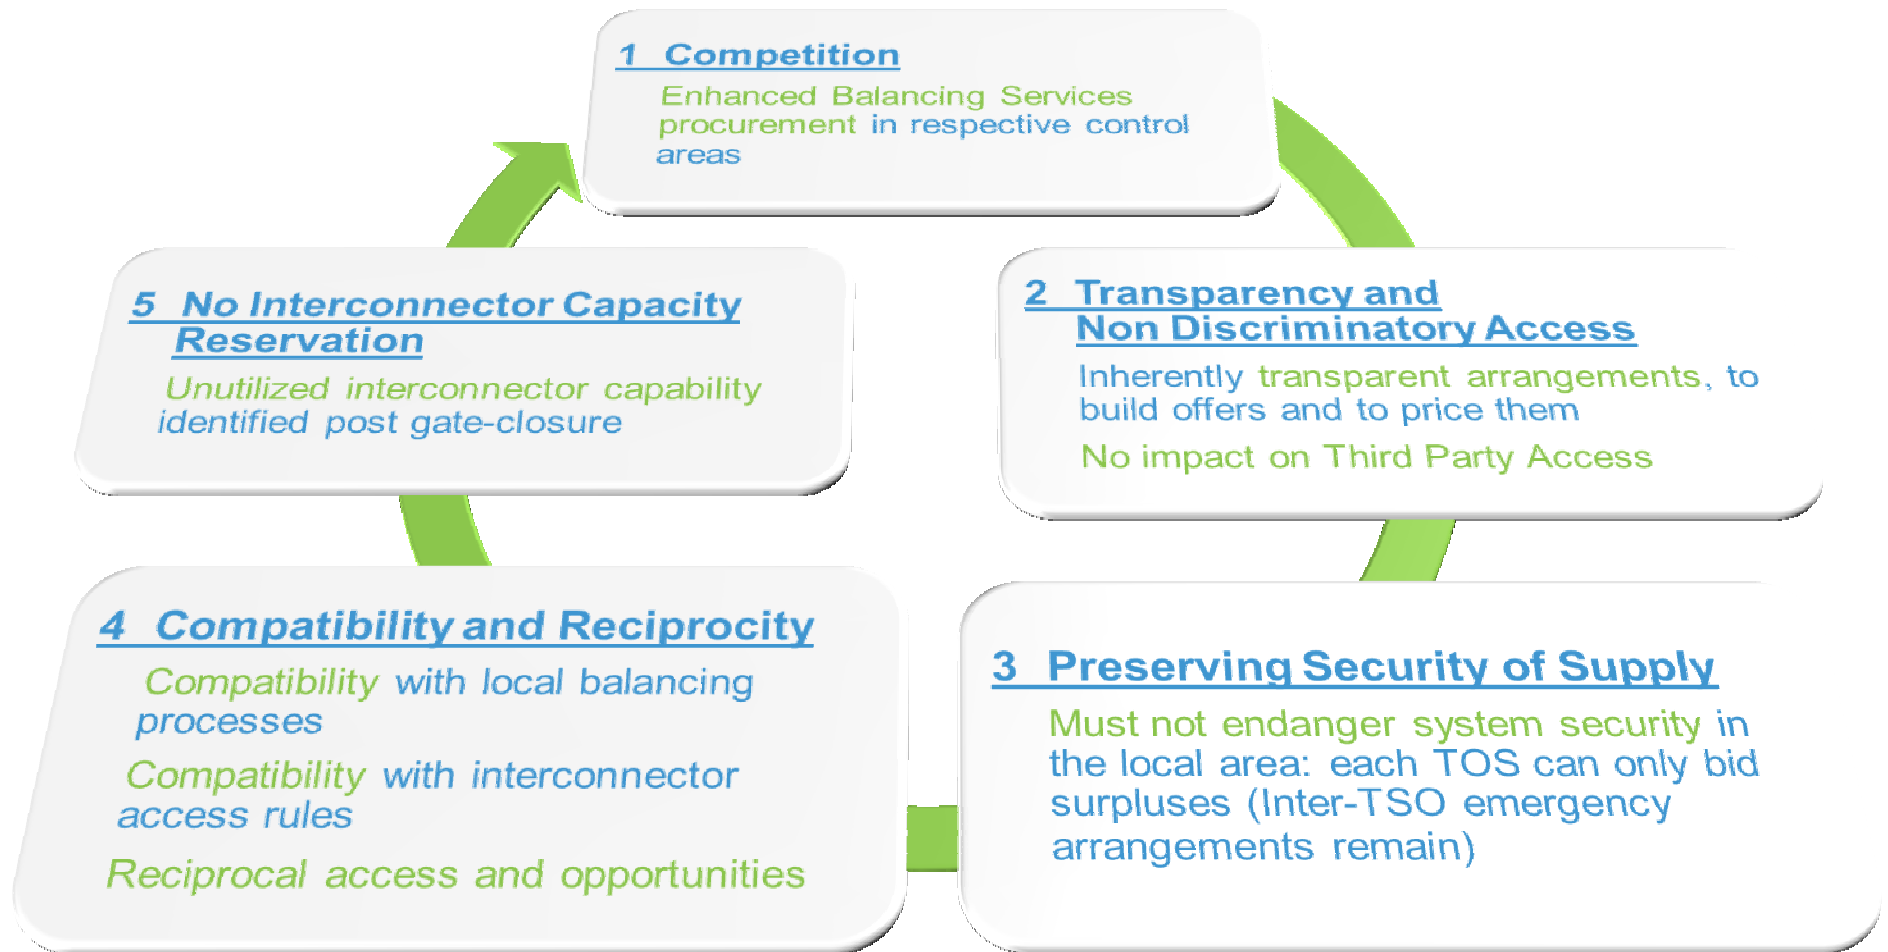 1 Competition
Enhanced Balancing Services
procurement in respective control
areas
2 Transparency and
Non Discriminatory Access
Inherently transparent arrangements, to
build offers and to price them
No impact on Third Party Access
3 Preserving Security of Supply
Must not endanger system security in
the local area: each TOS can only bid
surpluses (Inter-TSO emergency
arrangements remain)
4 Compatibility and Reciprocity
Compatibility with local balancing
processes
Compatibility with interconnector
access rules
Reciprocal access and opportunities
5 No Interconnector Capacity
Reservation
Unutilized interconnector capability
identified post gate-closure